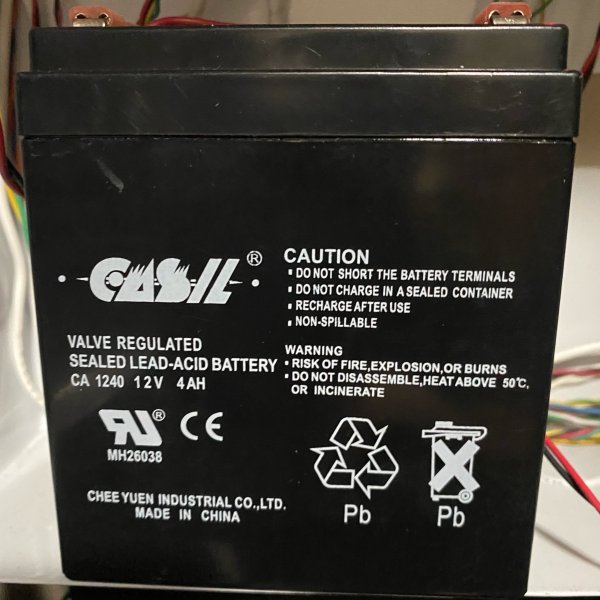 CASIL®
VALVE REGULATED
SEALED LEAD-ACID BATTERY
CA 1240 12V 4AH
CAUTION
• DO NOT SHORT THE BATTERY TERMINALS
• DO NOT CHARGE IN A SEALED CONTAINER
• RECHARGE AFTER USE
• NON-SPILLABLE
WARNING
• RISK OF FIRE,EXPLOSION,OR BURNS
• DO NOT DISASSEMBLE,HEAT ABOVE 50℃,
OR INCINERATE
RU® CE
MH26038
CHEE YUEN INDUSTRIAL CO.,LTD.
MADE IN CHINA
Pb Pb